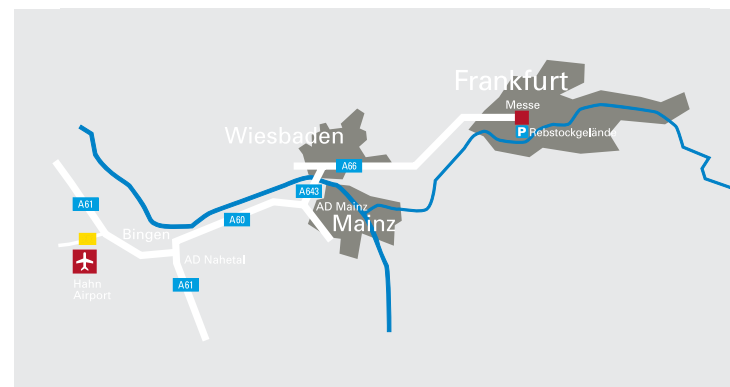 Frankfurt
Messe
P Rebstockgelände
Wiesbaden
A66
A643
A61
AD Mainz
A60
Mainz
Bingen
AD Nahetal
Hahn
Airport
A61